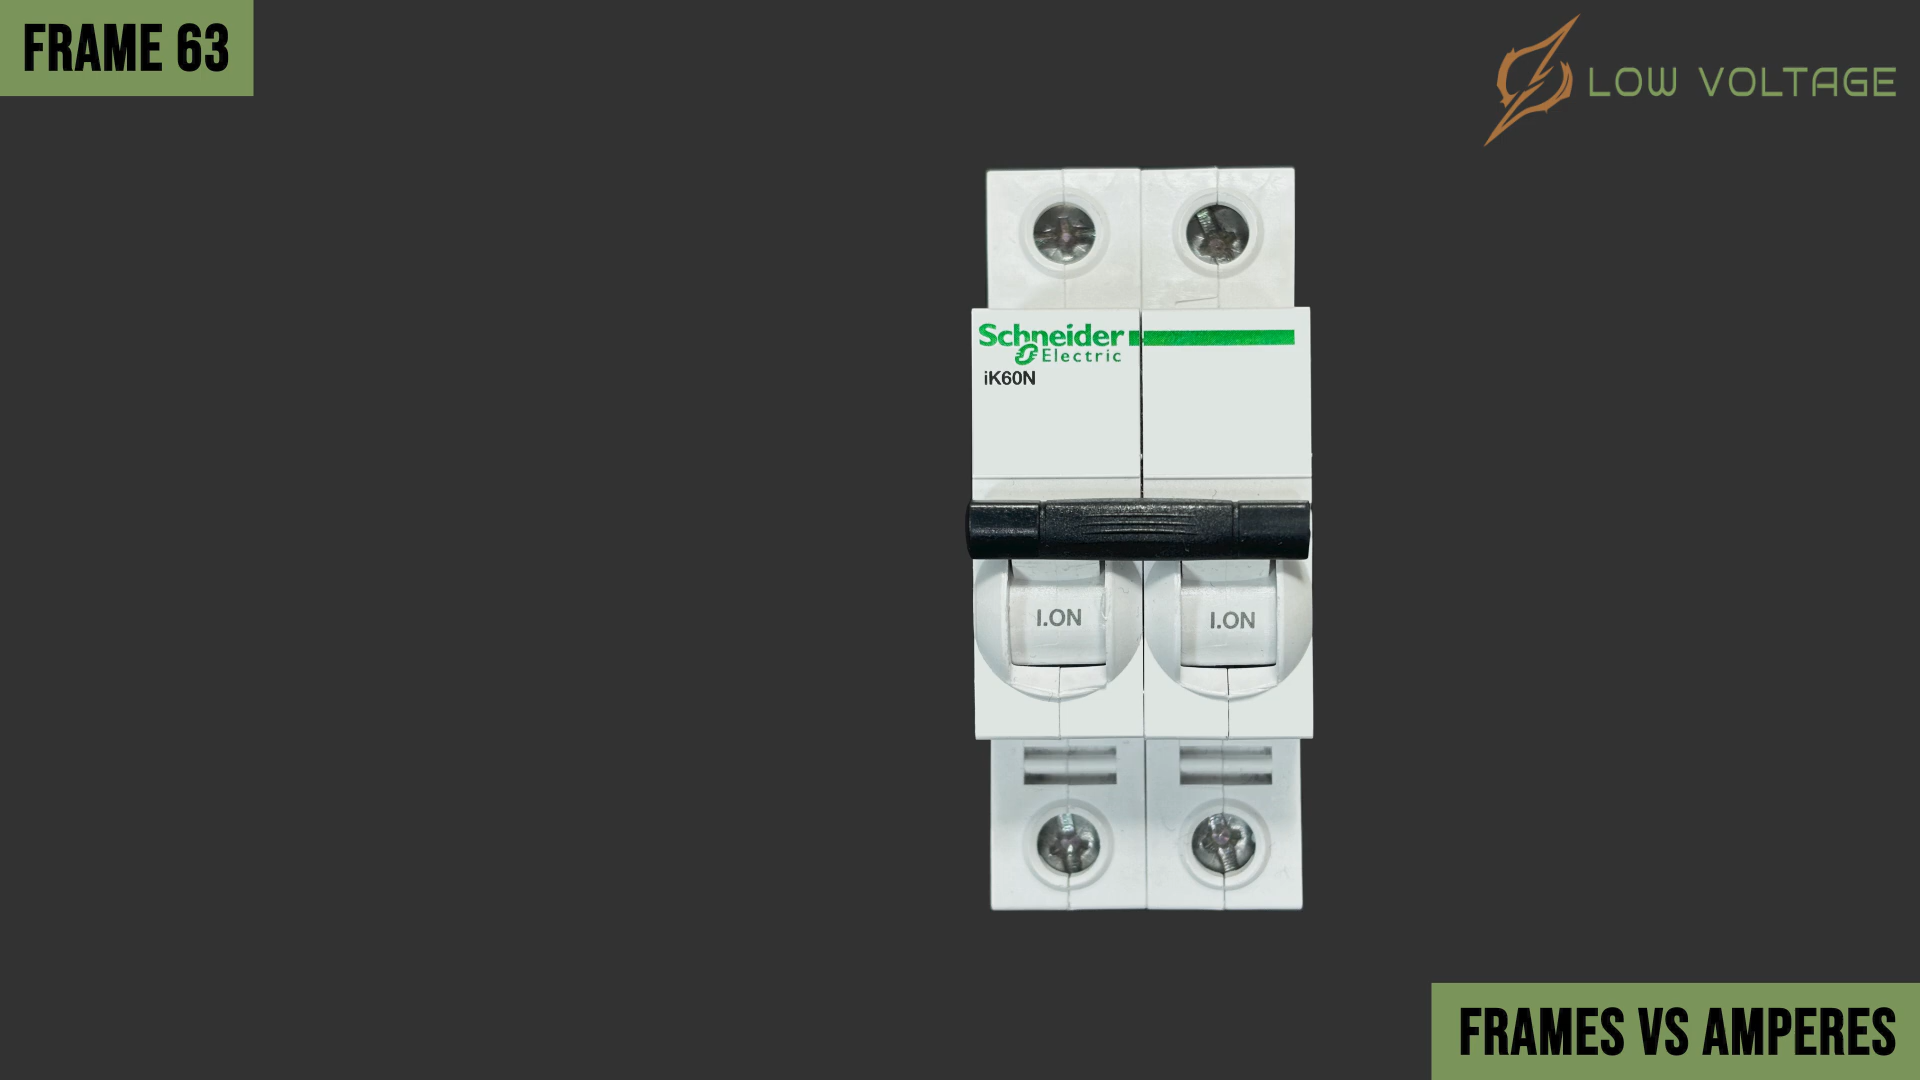 FRAME 63
LOW VOLTAGE
Schneider
Electric
iK60N
I.ON
I.ON
FRAMES VS AMPERES